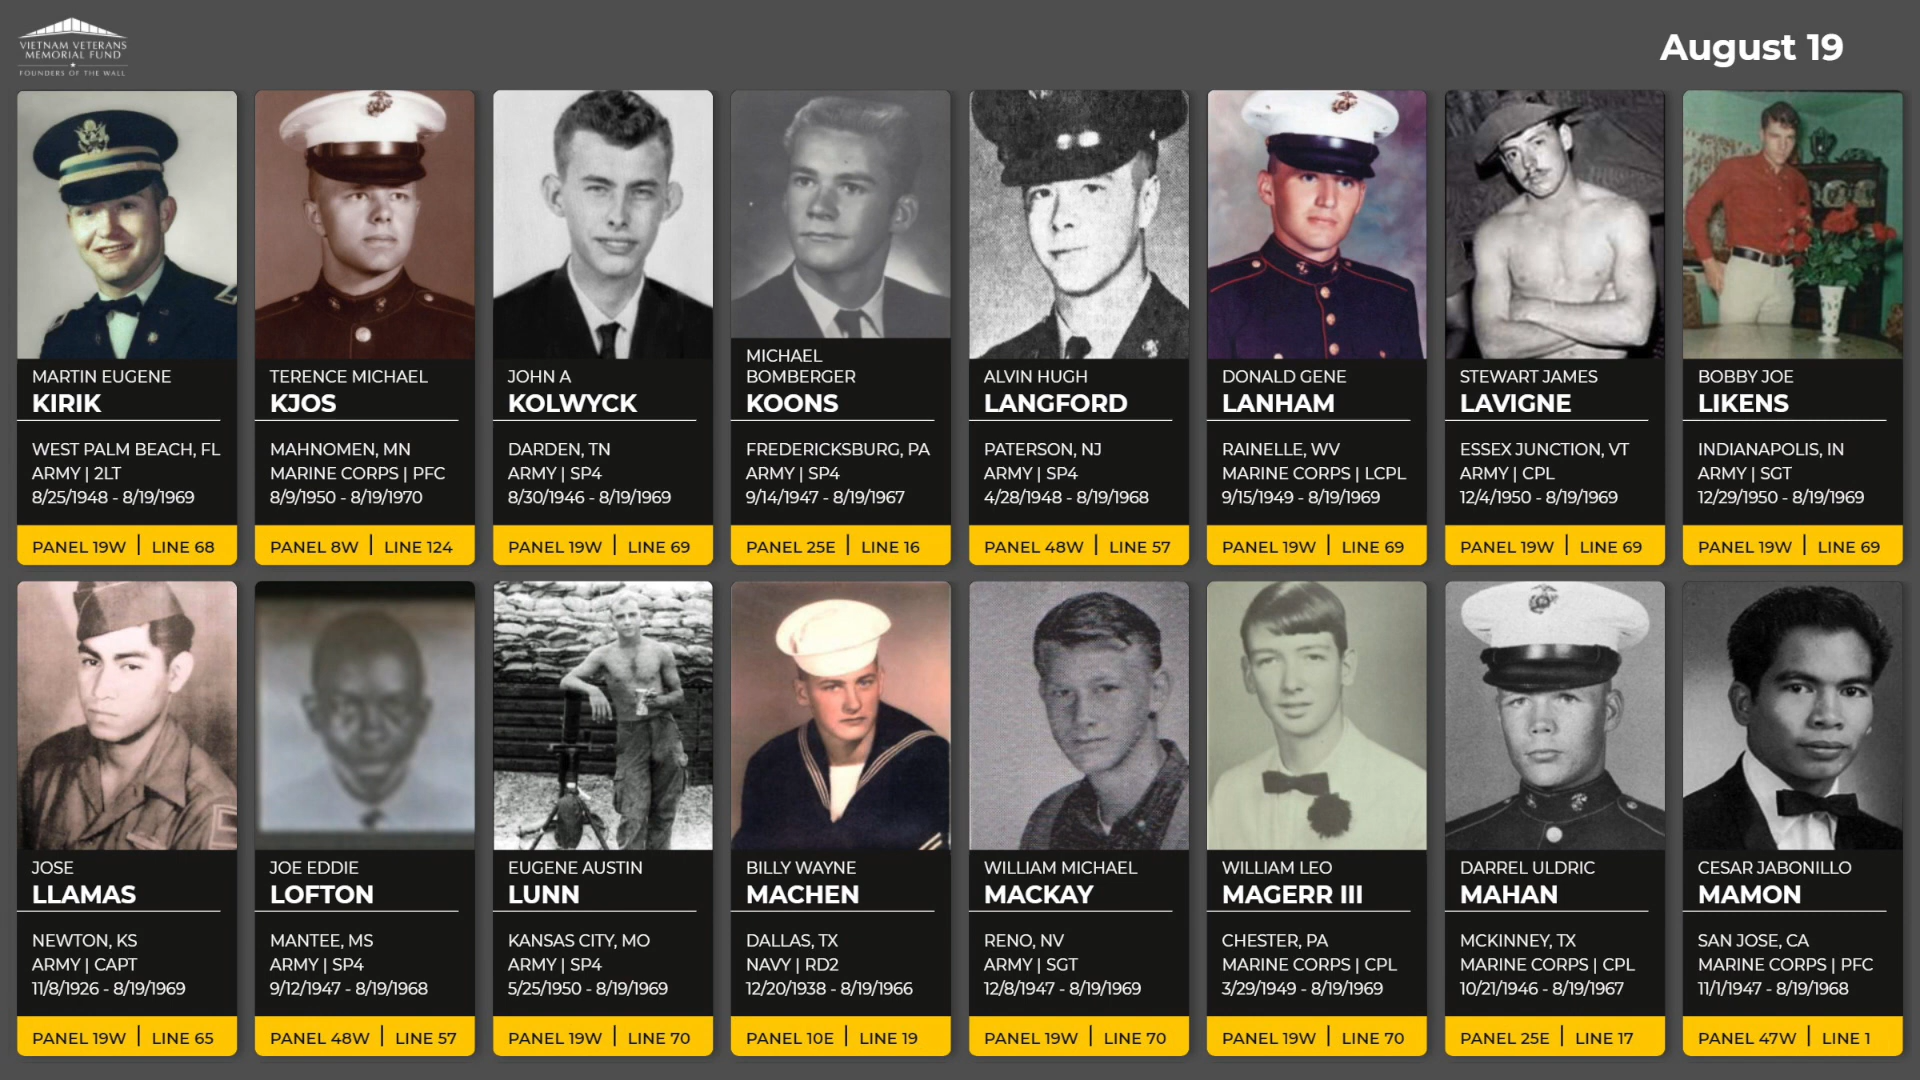 VIETNAM VETERANS
MEMORIAL FUND
FOUNDERS OF THE WALL
August 19
MARTIN EUGENE
KIRIK
WEST PALM BEACH, FL
ARMY | 2LT
8/25/1948 - 8/19/1969
PANEL 19W | LINE 68
TERENCE MICHAEL
KJOS
MAHNOMEN, MN
MARINE CORPS | PFC
8/9/1950 - 8/19/1970
PANEL 8W | LINE 124
JOHN A
KOLWYCK
DARDEN, TN
ARMY | SP4
8/30/1946 - 8/19/1969
PANEL 19W | LINE 69
MICHAEL
BOMBERGER
KOONS
FREDERICKSBURG, PA
ARMY | SP4
9/14/1947 - 8/19/1967
PANEL 25E | LINE 16
ALVIN HUGH
LANGFORD
PATERSON, NJ
ARMY | SP4
4/28/1948 - 8/19/1968
PANEL 48W | LINE 57
DONALD GENE
LANHAM
RAINELLE, WV
MARINE CORPS | LCPL
9/15/1949 - 8/19/1969
PANEL 19W | LINE 69
STEWART JAMES
LAVIGNE
ESSEX JUNCTION, VT
ARMY | CPL
12/4/1950 - 8/19/1969
PANEL 19W | LINE 69
BOBBY JOE
LIKENS
INDIANAPOLIS, IN
ARMY | SGT
12/29/1950 - 8/19/1969
PANEL 19W | LINE 69
JOSE
LLAMAS
NEWTON, KS
ARMY | CAPT
11/8/1926 - 8/19/1969
PANEL 19W | LINE 65
JOE EDDIE
LOFTON
MANTEE, MS
ARMY | SP4
9/12/1947 - 8/19/1968
PANEL 48W | LINE 57
EUGENE AUSTIN
LUNN
KANSAS CITY, MO
ARMY | SP4
5/25/1950 - 8/19/1969
PANEL 19W | LINE 70
BILLY WAYNE
MACHEN
DALLAS, TX
NAVY | RD2
12/20/1938 - 8/19/1966
PANEL 10E | LINE 19
WILLIAM MICHAEL
MACKAY
RENO, NV
ARMY | SGT
12/8/1947 - 8/19/1969
PANEL 19W | LINE 70
WILLIAM LEO
MAGERR III
CHESTER, PA
MARINE CORPS | CPL
3/29/1949 - 8/19/1969
PANEL 19W | LINE 70
DARREL ULDRIC
MAHAN
MCKINNEY, TX
MARINE CORPS | CPL
10/21/1946 - 8/19/1967
PANEL 25E | LINE 17
CESAR JABONILLO
MAMON
SAN JOSE, CA
MARINE CORPS | PFC
11/1/1947 - 8/19/1968
PANEL 47W | LINE 1